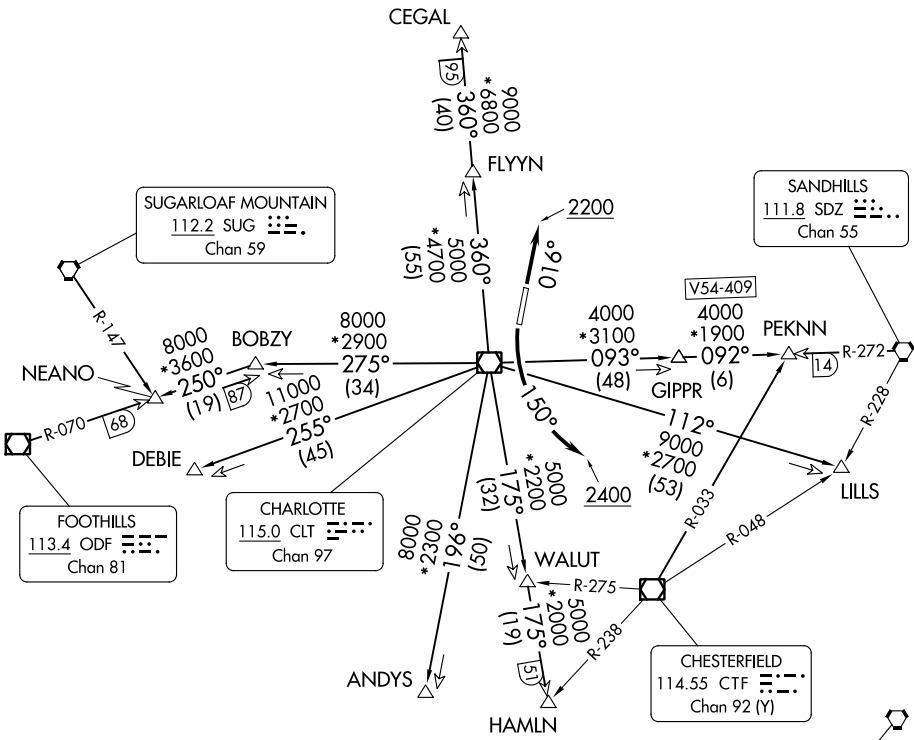 CEGAL
95
360°
(40)
9000
*6800
FLYYN
SUGARLOAF MOUNTAIN
112.2 SUG
Chan 59
SANDHILLS
111.8 SDZ
Chan 55
2200
016°
360°
5000
*4700
(55)
V54-409
R-147
8000
*3600
250°
(19)
BOBZY
8000
*2900
275°
(34)
4000
*3100
093°
(48)
4000
*1900
092°
(6)
PEKNN
GIPPR
14
R-272
R-228
NEANO
87
68
R-070
11000
*2700
255°
(45)
150°
112°
9000
*2700
(53)
DEBIE
LILLS
2400
FOOTHILLS
113.4 ODF
Chan 81
CHARLOTTE
115.0 CLT
Chan 97
5000
*2200
175°
(32)
8000
*2300
196°
(50)
R-033
R-048
WALUT
R-275
5000
*2000
175°
(19)
R-238
51
ANDYS
HAMLN
CHESTERFIELD
114.55 CTF
Chan 92 (Y)